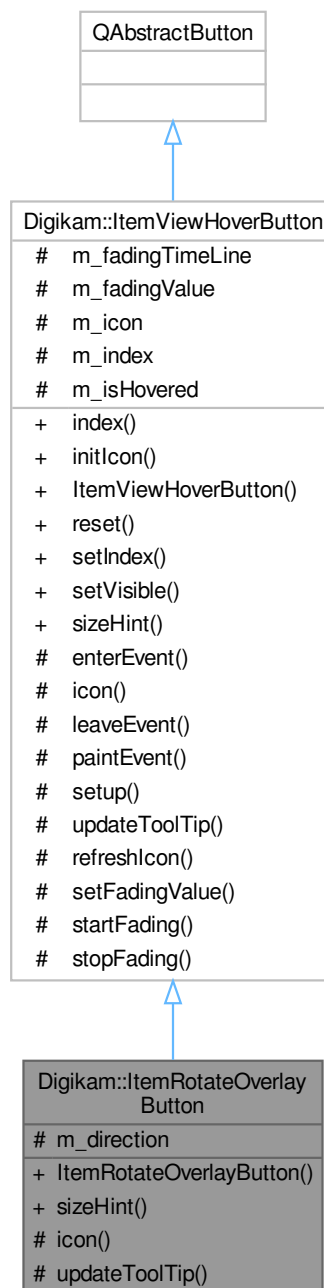 QAbstractButton
Digikam::ItemViewHoverButton
# m_fadingTimeLine
# m_fadingValue
# m_icon
# m_index
# m_isHovered
+ index()
+ initIcon()
+ ItemViewHoverButton()
+ reset()
+ setIndex()
+ setVisible()
+ sizeHint()
# enterEvent()
# icon()
# leaveEvent()
# paintEvent()
# setup()
# updateToolTip()
# refreshIcon()
# setFadingValue()
# startFading()
# stopFading()
Digikam::ItemRotateOverlay
Button
# m_direction
+ ItemRotateOverlayButton()
+ sizeHint()
# icon()
# updateToolTip()